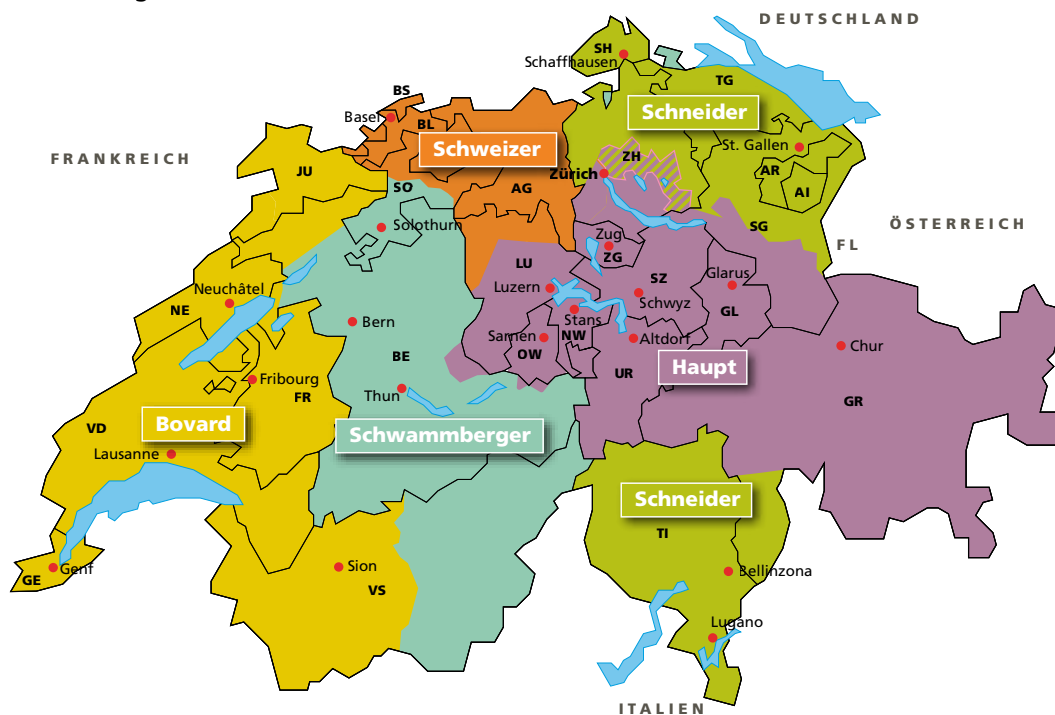 DEUTSCHLAND
SH
Schaffhausen
TG
BS
Schneider
Basel
BL
St. Gallen
Schweizer
FRANKREICH
ZH
JU
Zürich
AR
SO
AG
AI
Solothurn
SG
ÖSTERREICH
Zug
FL
ZG
LU
SZ
Glarus
Luzern
Neuchâtel
Schwyz
NE
Stans
GL
Bern
Sarnen
NW
Altdorf
Chur
OW
BE
UR
Haupt
Fribourg
Thun
FR
GR
Bovard
VD
Schwammberger
Lausanne
Schneider
TI
Genf
Sion
Bellinzona
GE
VS
Lugano
ITALIEN